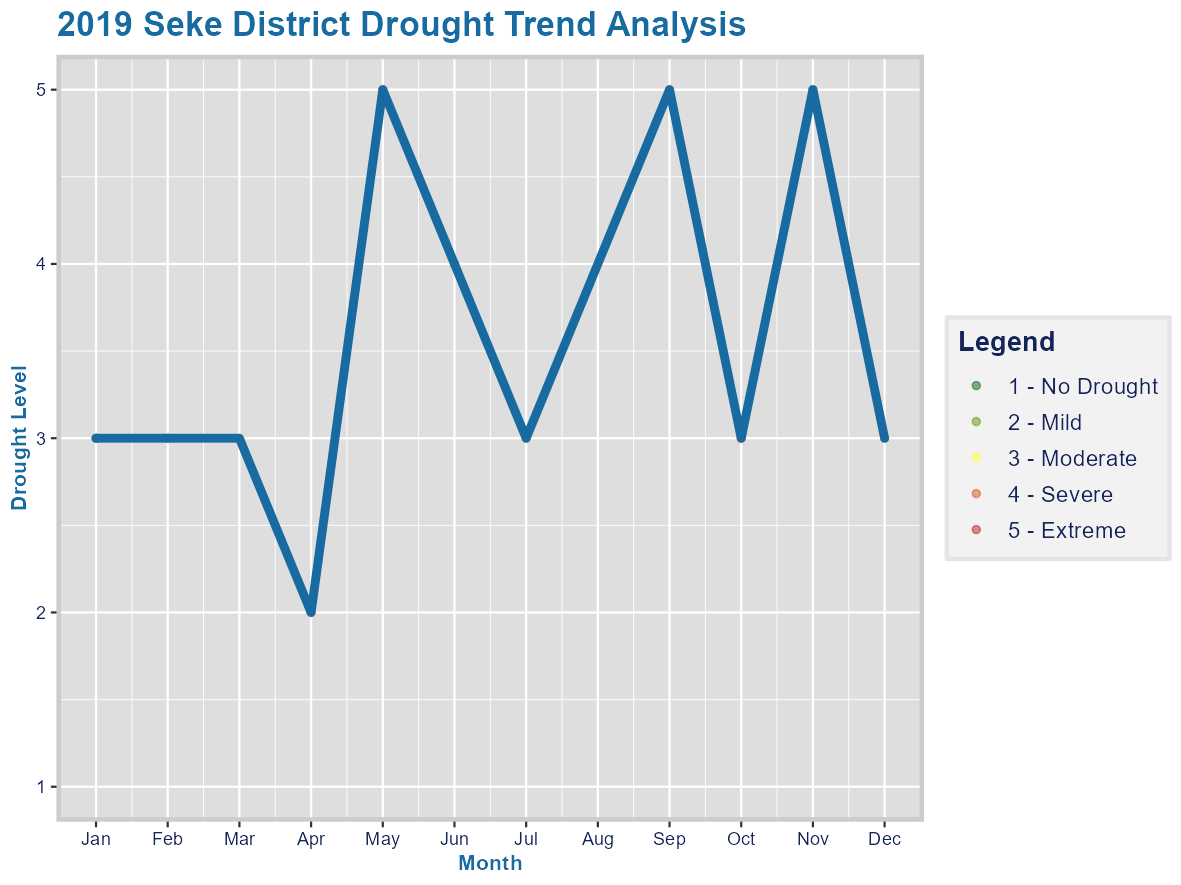 2019 Seke District Drought Trend Analysis
5
4
3
2
1
Drought Level
Jan Feb Mar Apr May Jun Jul Aug Sep Oct Nov Dec
Month
Legend
1 - No Drought
2 - Mild
3 - Moderate
4 - Severe
5 - Extreme